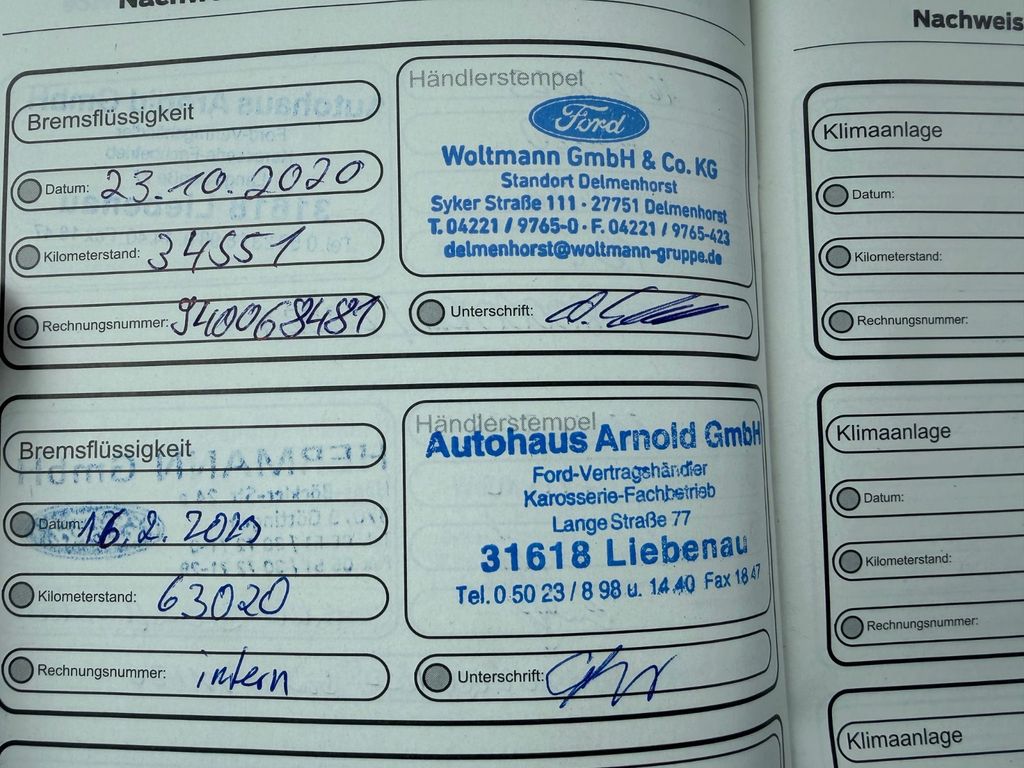 Nachweis
Bremsflüssigkeit
Datum: 23.10.2020
Kilometerstand: 34551
Rechnungsnummer: 940068481
Händlerstempel
Ford
Woltmann GmbH & Co. KG
Standort Delmenhorst
Syker Straße 111 · 27751 Delmenhorst
T. 04221 / 9765-0 · F. 04221 / 9765-423
delmenhorst@woltmann-gruppe.de
Unterschrift:
Bremsflüssigkeit
Datum: 16.2.
Kilometerstand: 63020
Rechnungsnummer: intern
Händlerstempel
Autohaus Arnold GmbH
Ford-Vertragshändler
Karosserie-Fachbetrieb
Lange Straße 77
31618 Liebenau
Tel. 0 50 23 / 8 98 u. 14 40 Fax 18 47
Unterschrift:
Klimaanlage
Datum:
Kilometerstand:
Rechnungsnummer:
Klimaanlage
Datum:
Kilometerstand:
Rechnungsnummer:
Klimaanlage